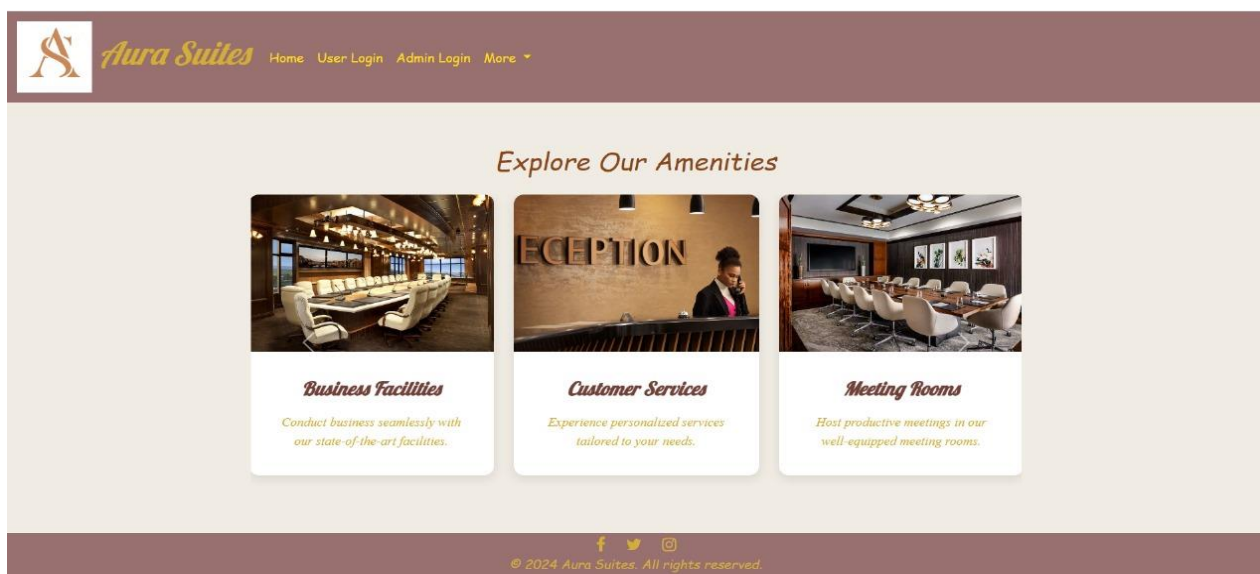 AS
Aura Suites Home User Login Admin Login More
Explore Our Amenities
ECEPTION
Business Facilities
Customer Services
Meeting Rooms
Conduct business seamlessly with
our state-of-the-art facilities.
Experience personalized services
tailored to your needs.
Host productive meetings in our
well-equipped meeting rooms.
© 2024 Aura Suites. All rights reserved.